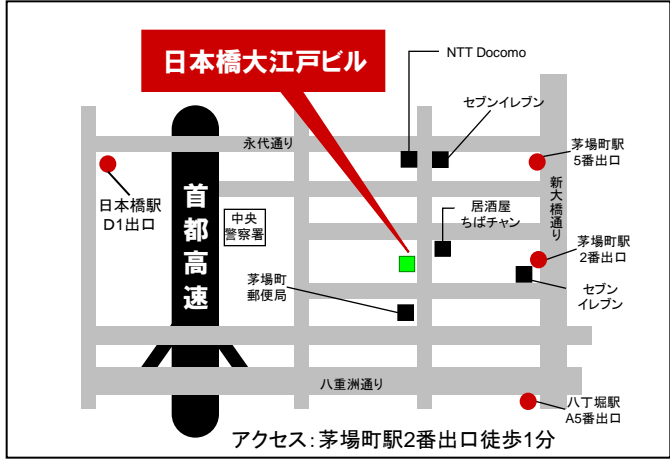 日本橋大江戸ビル
NTT Docomo
セブンイレブン
永代通り
茅場町駅
5番出口
日本橋駅
D1出口
首都高速
中央
警察署
居酒屋
ちばチャン
新大橋通り
茅場町駅
2番出口
茅場町
郵便局
セブン
イレブン
八重洲通り
八丁堀駅
A5番出口
アクセス：茅場町駅2番出口徒歩1分